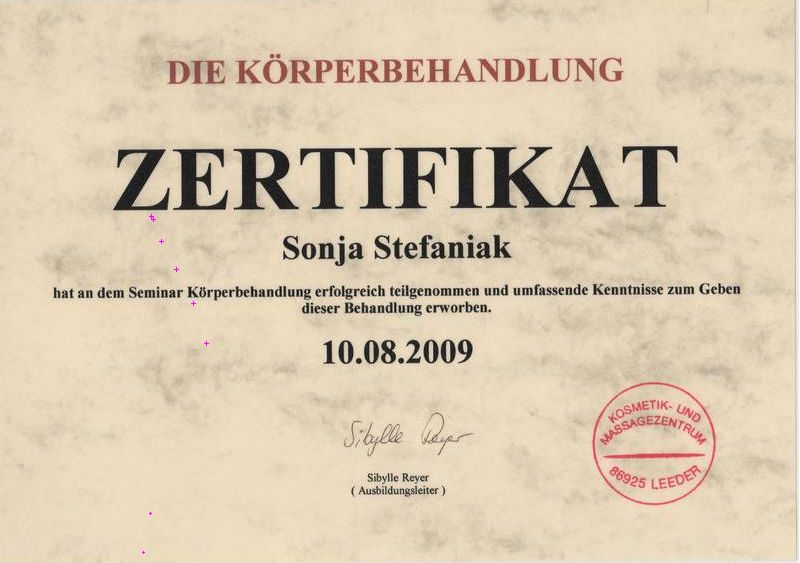 DIE KÖRPERBEHANDLUNG
ZERTIFIKAT
Sonja Stefaniak
hat an dem Seminar Körperbehandlung erfolgreich teilgenommen und umfassende Kenntnisse zum Geben
dieser Behandlung erworben.
10.08.2009
Sibylle Reyer
Sibylle Reyer
( Ausbildungsleiter )
KOSMETIK- UND
MASSAGEZENTRUM
86925 LEEDER